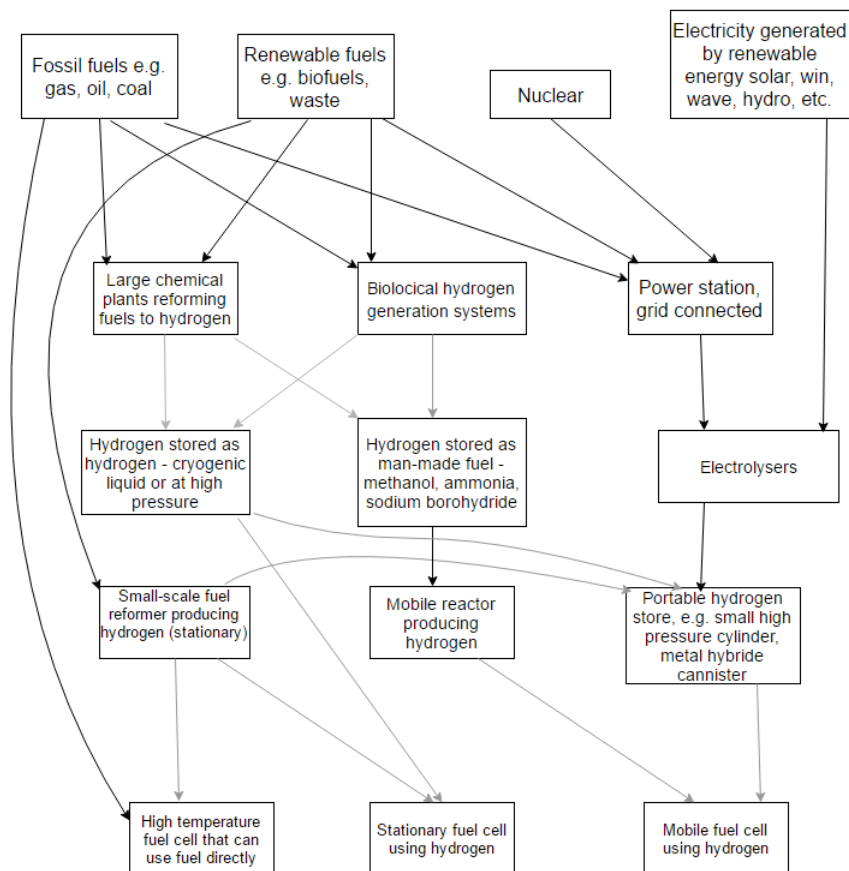 Fossil fuels e.g.
gas, oil, coal
Renewable fuels
e.g. biofuels,
waste
Nuclear
Electricity generated
by renewable
energy solar, win,
wave, hydro, etc.
Large chemical
plants reforming
fuels to hydrogen
Biolocical hydrogen
generation systems
Power station,
grid connected
Hydrogen stored as
hydrogen - cryogenic
liquid or at high
pressure
Hydrogen stored as
man-made fuel -
methanol, ammonia,
sodium borohydride
Electrolysers
Small-scale fuel
reformer producing
hydrogen (stationary)
Mobile reactor
producing
hydrogen
Portable hydrogen
store, e.g. small high
pressure cylinder,
metal hybride
cannister
High temperature
fuel cell that can
use fuel directly
Stationary fuel cell
using hydrogen
Mobile fuel cell
using hydrogen